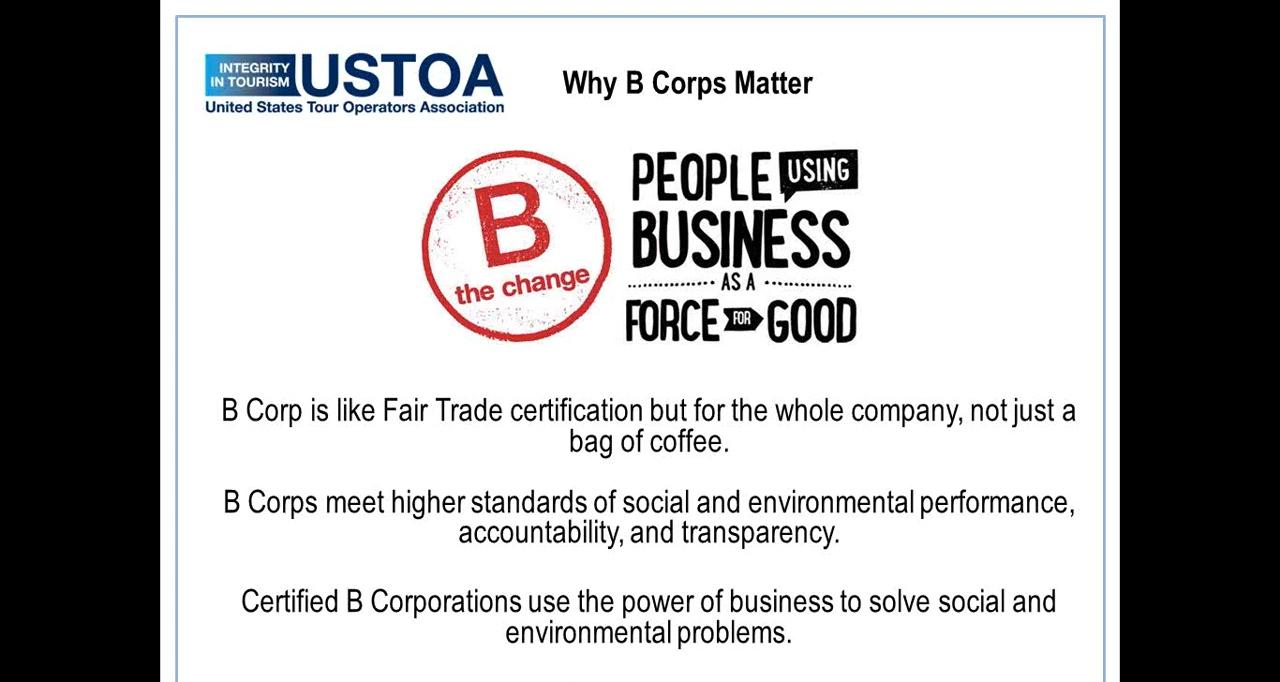 INTEGRITY
IN TOURISM
USTOA
United States Tour Operators Association
Why B Corps Matter
B
the change
PEOPLE USING
BUSINESS
AS A
FORCE FOR GOOD
B Corp is like Fair Trade certification but for the whole company, not just a
bag of coffee.
B Corps meet higher standards of social and environmental performance,
accountability, and transparency.
Certified B Corporations use the power of business to solve social and
environmental problems.